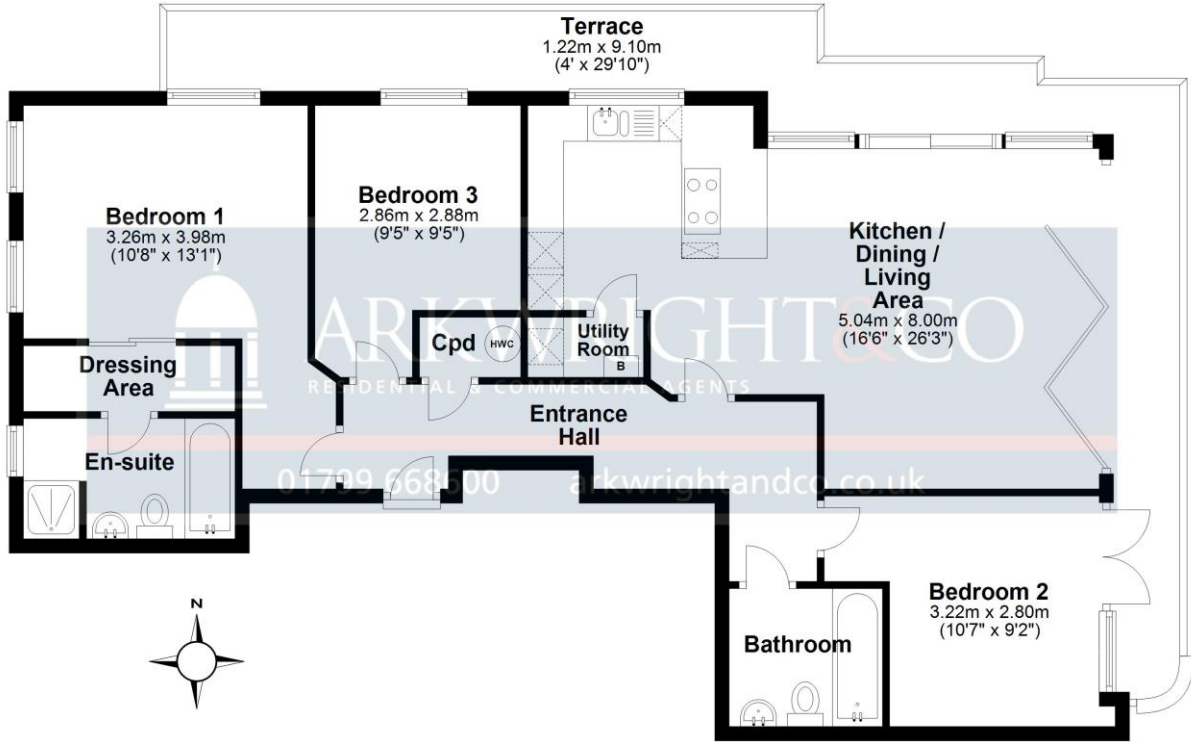 Terrace
1.22m x 9.10m
(4' x 29'10")
Bedroom 1
3.26m x 3.98m
(10'8" x 13'1")
Bedroom 3
2.86m x 2.88m
(9'5" x 9'5")
Kitchen /
Dining /
Living
Area
5.04m x 8.00m
(16'6" x 26'3")
ARKWRIGHT&CO
RESIDENTIAL & COMMERCIAL AGENTS
Cpd
HWC
Utility
Room
B
Dressing
Area
Entrance
Hall
En-suite
01799 668600 arkwrightandco.co.uk
Bedroom 2
3.22m x 2.80m
(10'7" x 9'2")
Bathroom
N